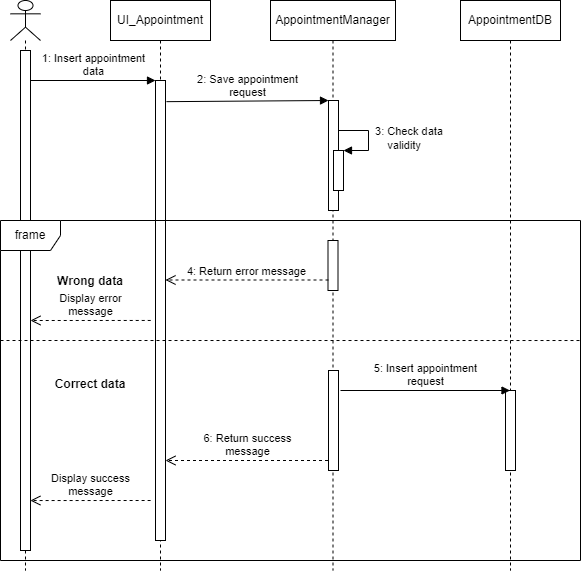 UI_Appointment
AppointmentManager
AppointmentDB
1: Insert appointment
data
2: Save appointment
request
3: Check data
validity
frame
4: Return error message
Wrong data
Display error
message
Correct data
5: Insert appointment
request
6: Return success
message
Display success
message